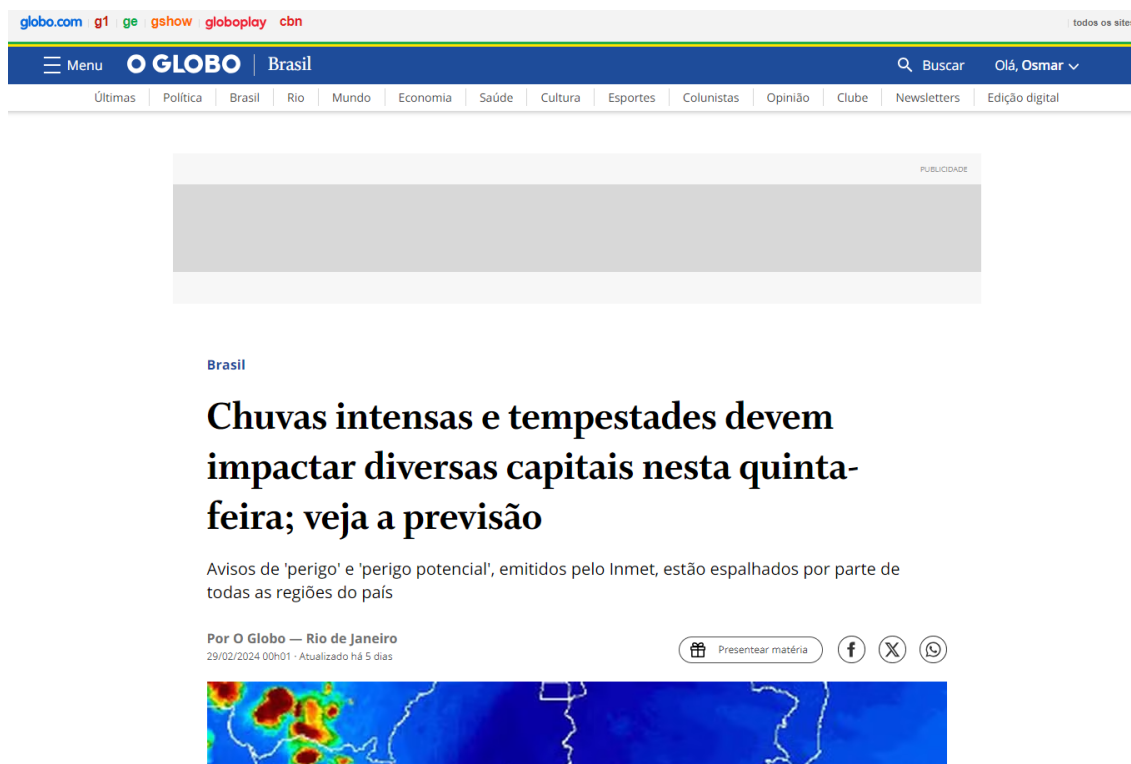 globo.com g1 ge gshow globoplay cbn todos os sites
Menu O GLOBO Brasil Buscar Olá, Osmar
Últimas Política Brasil Rio Mundo Economia Saúde Cultura Esportes Colunistas Opinião Clube Newsletters Edição digital
PUBLICIDADE
Brasil
Chuvas intensas e tempestades devem
impactar diversas capitais nesta quinta-
feira; veja a previsão
Avisos de 'perigo' e 'perigo potencial', emitidos pelo Inmet, estão espalhados por parte de
todas as regiões do país
Por O Globo — Rio de Janeiro
29/02/2024 00h01 · Atualizado há 5 dias
Presentear matéria